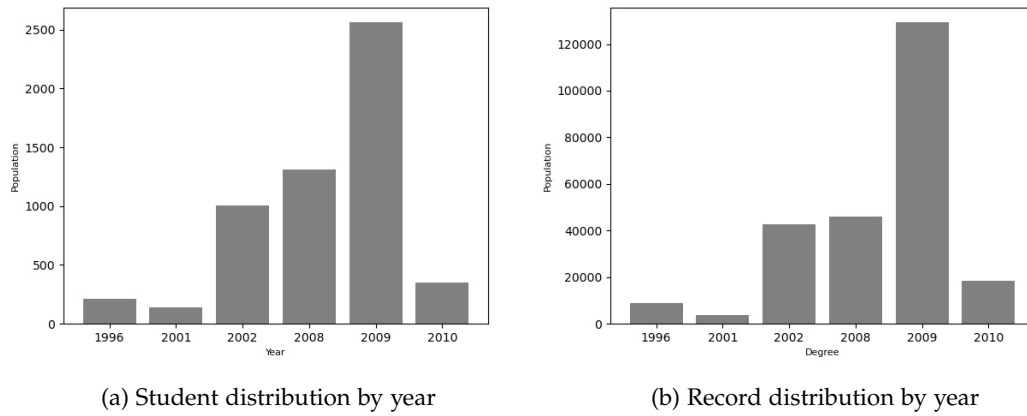 2500
2000
1500
1000
500
0
Population
1996 2001 2002 2008 2009 2010
Year
(a) Student distribution by year
120000
100000
80000
60000
40000
20000
0
Population
1996 2001 2002 2008 2009 2010
Degree
(b) Record distribution by year